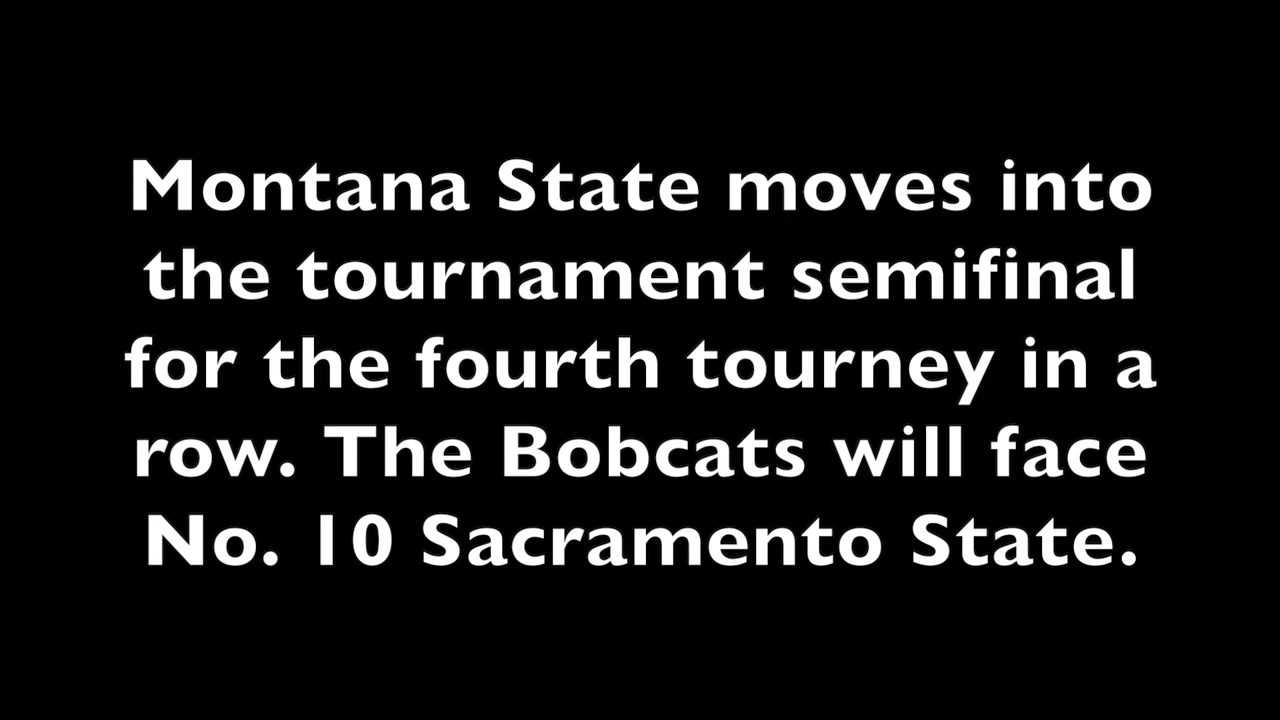 Montana State moves into
the tournament semifinal
for the fourth tourney in a
row. The Bobcats will face
No. 10 Sacramento State.